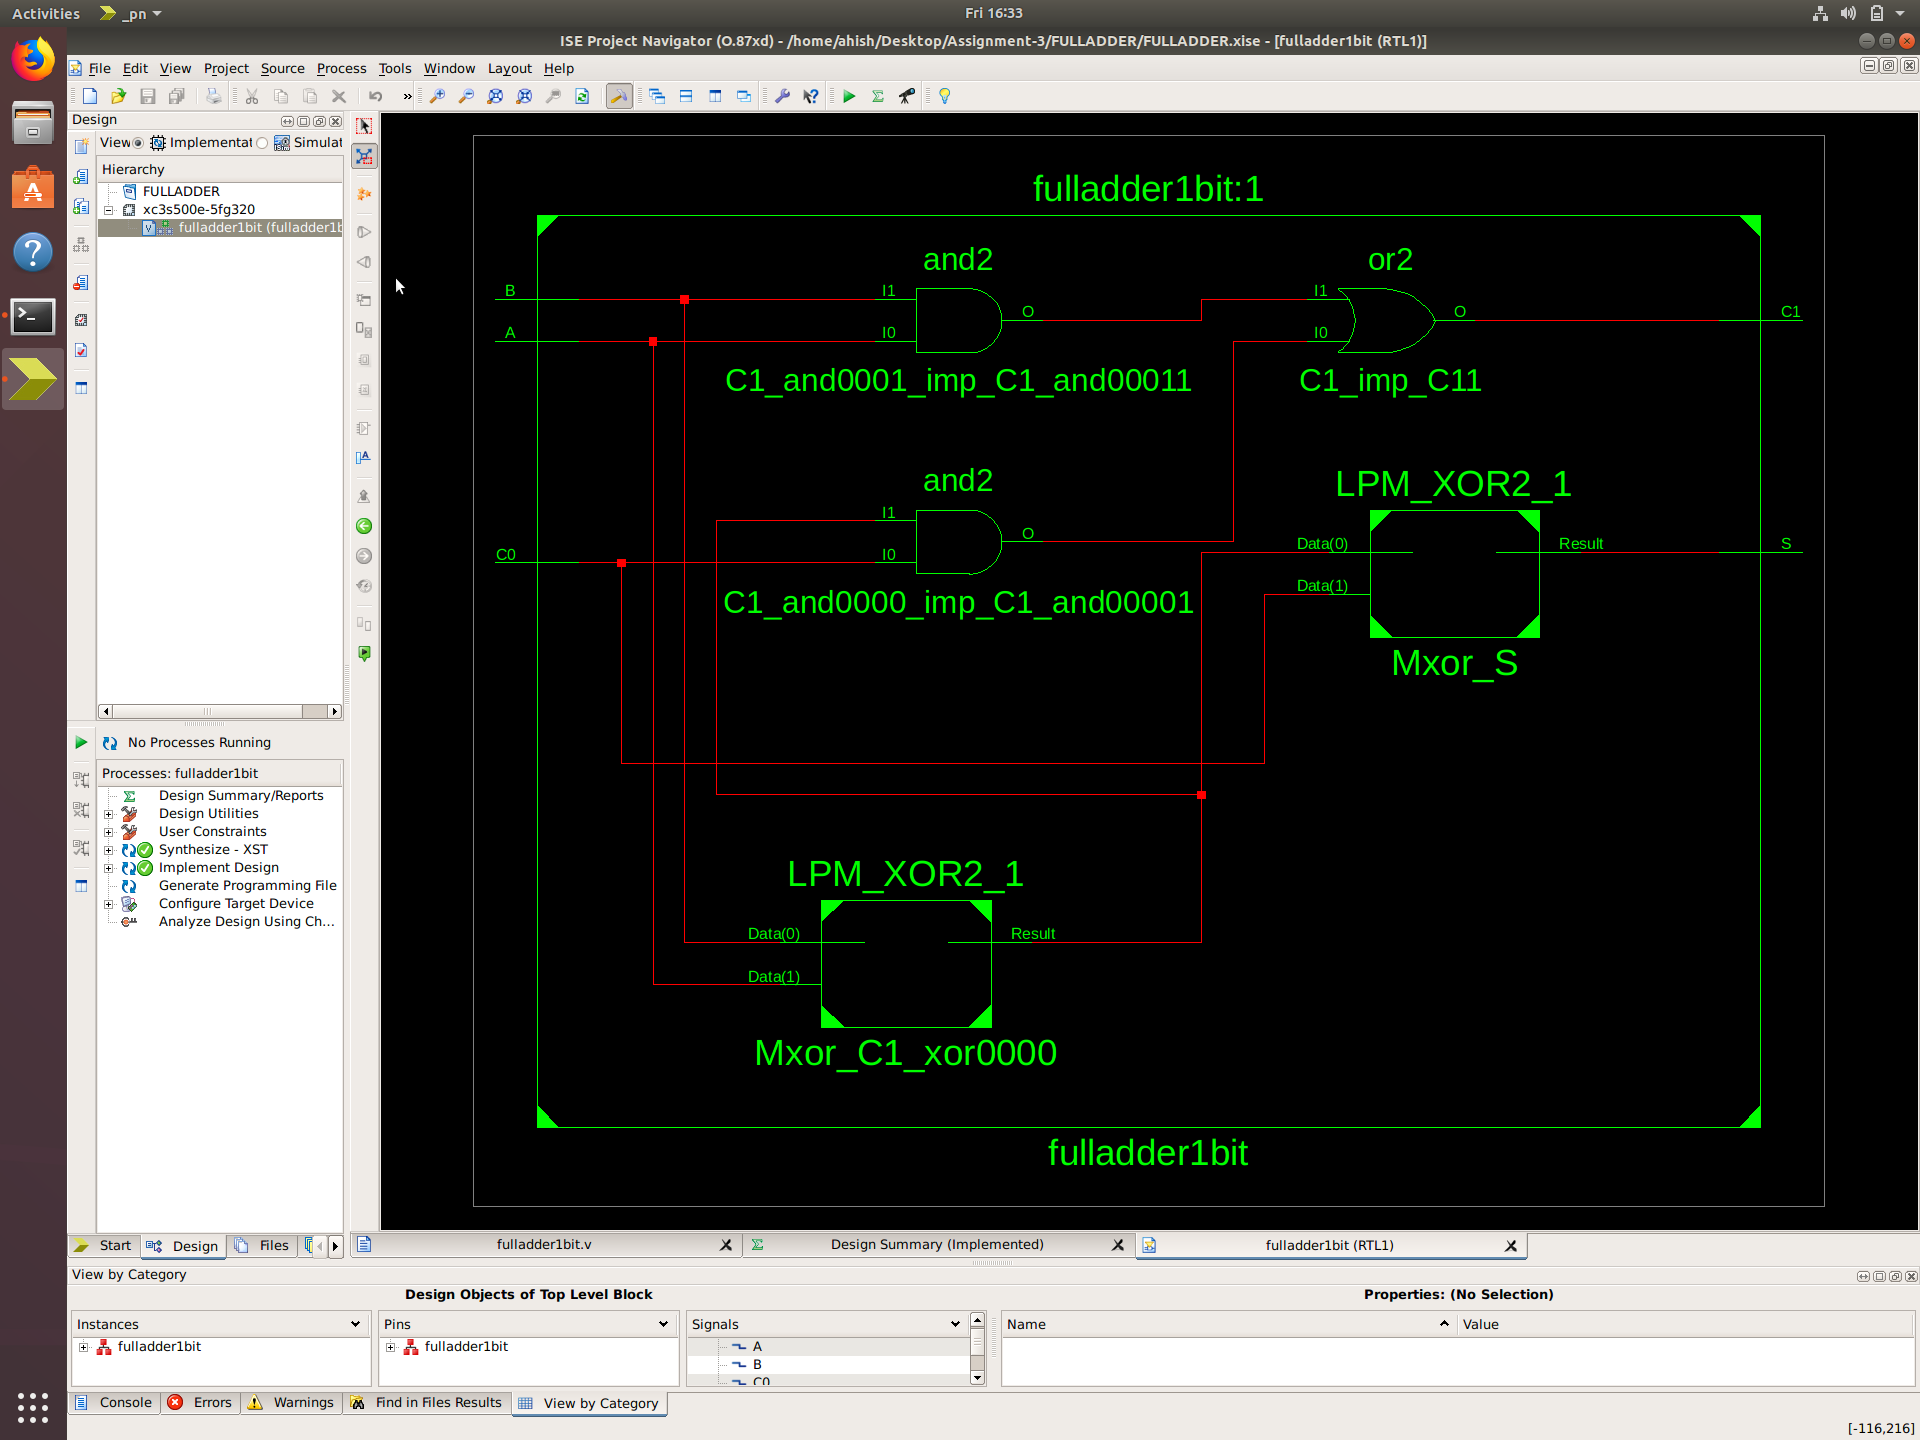 Activities
_pn
Fri 16:33
ISE Project Navigator (O.87xd) - /home/ahish/Desktop/Assignment-3/FULLADDER/FULLADDER.xise - [fulladder1bit (RTL1)]
File Edit View Project Source Process Tools Window Layout Help
Design
View Implementat Simulat
Hierarchy
FULLADDER
xc3s500e-5fg320
fulladder1bit (fulladder1b
No Processes Running
Processes: fulladder1bit
Design Summary/Reports
Design Utilities
User Constraints
Synthesize - XST
Implement Design
Generate Programming File
Configure Target Device
Analyze Design Using Ch...
Start Design Files
fulladder1bit:1
and2
or2
B
I1
O
I1
O
C1
A
I0
I0
C1_and0001_imp_C1_and00011
C1_imp_C11
and2
LPM_XOR2_1
I1
O
C0
I0
Data(0)
Result
S
Data(1)
C1_and0000_imp_C1_and00001
Mxor_S
LPM_XOR2_1
Data(0)
Result
Data(1)
Mxor_C1_xor0000
fulladder1bit
fulladder1bit.v
Design Summary (Implemented)
fulladder1bit (RTL1)
View by Category
Design Objects of Top Level Block
Properties: (No Selection)
Instances
fulladder1bit
Pins
fulladder1bit
Signals
A
B
C0
Name Value
Console Errors Warnings Find in Files Results View by Category
[-116,216]